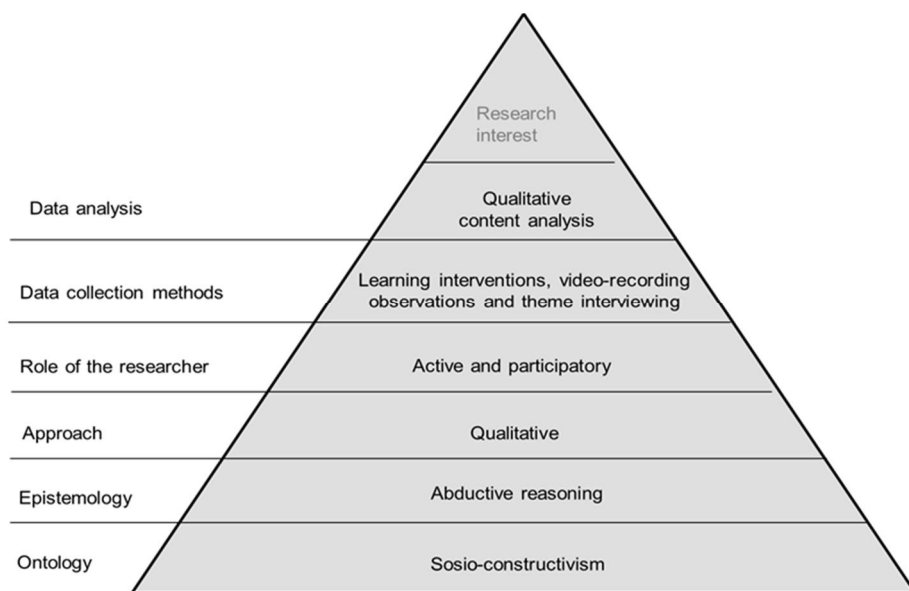 Research
interest
Data analysis
Qualitative
content analysis
Data collection methods
Learning interventions, video-recording
observations and theme interviewing
Role of the researcher
Active and participatory
Approach
Qualitative
Epistemology
Abductive reasoning
Ontology
Sosio-constructivism